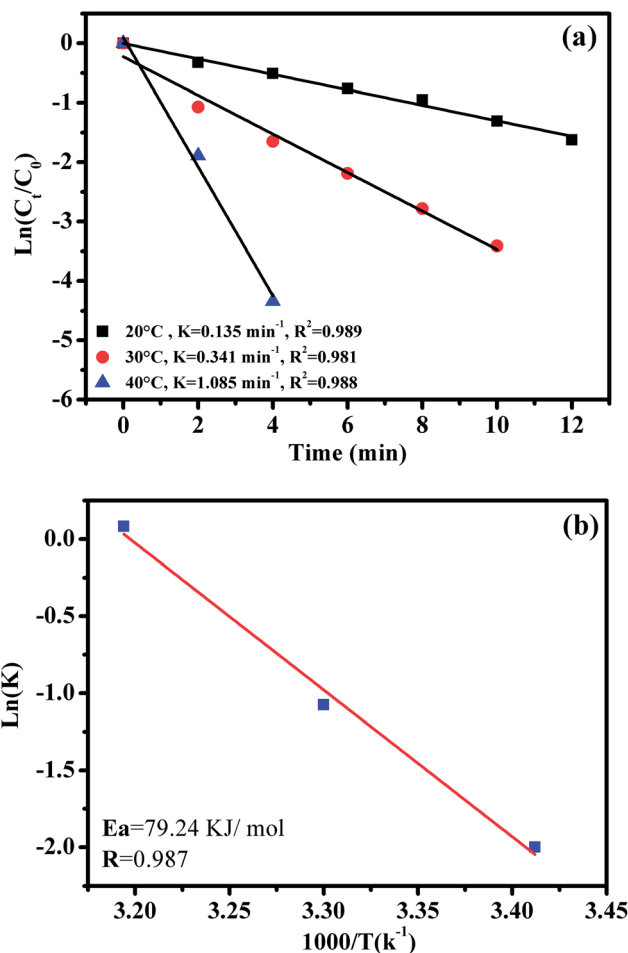 (a)
0
-1
-2
-3
-4
-5
-6
Ln(Cₜ/C₀)
20°C , K=0.135 min⁻¹, R²=0.989
30°C, K=0.341 min⁻¹, R²=0.981
40°C, K=1.085 min⁻¹, R²=0.988
0 2 4 6 8 10 12
Time (min)
(b)
0.0
-0.5
-1.0
-1.5
-2.0
Ln(K)
Ea=79.24 KJ/ mol
R=0.987
3.20 3.25 3.30 3.35 3.40 3.45
1000/T(k⁻¹)